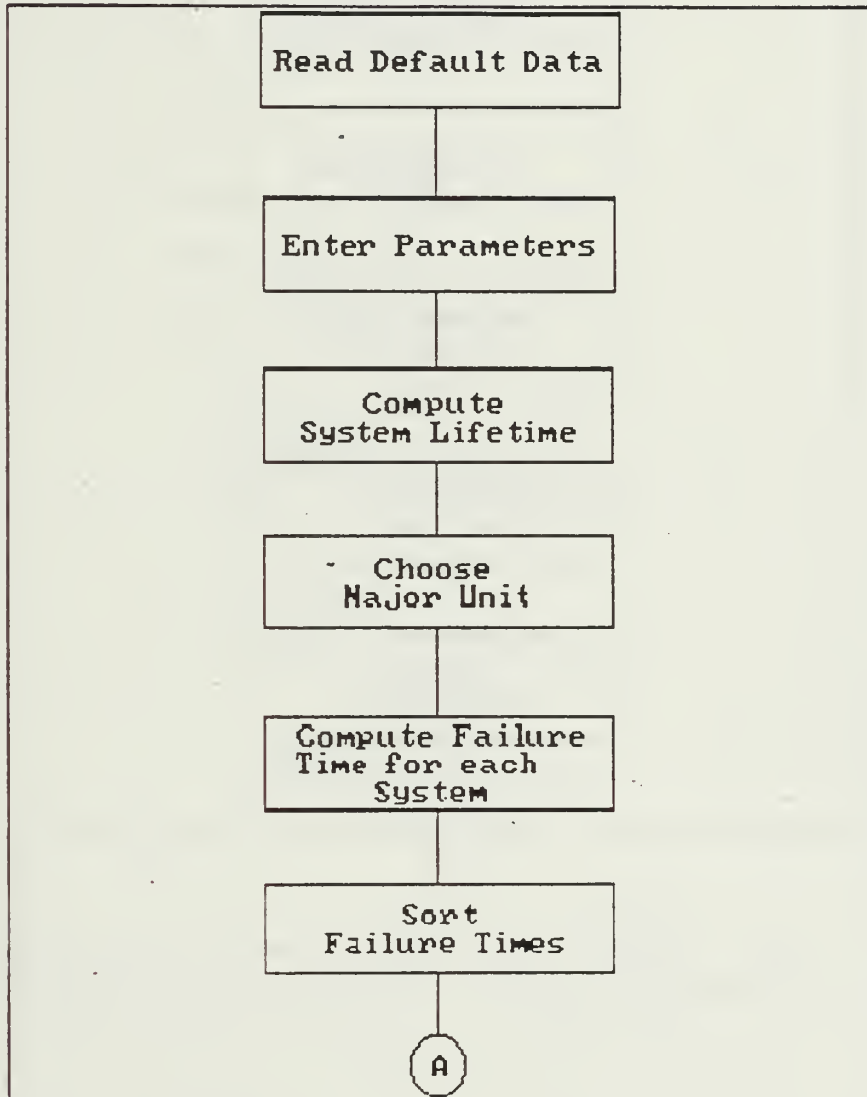 Read Default Data
Enter Parameters
Compute
System Lifetime
Choose
Major Unit
Compute Failure
Time for each
System
Sort
Failure Times
A